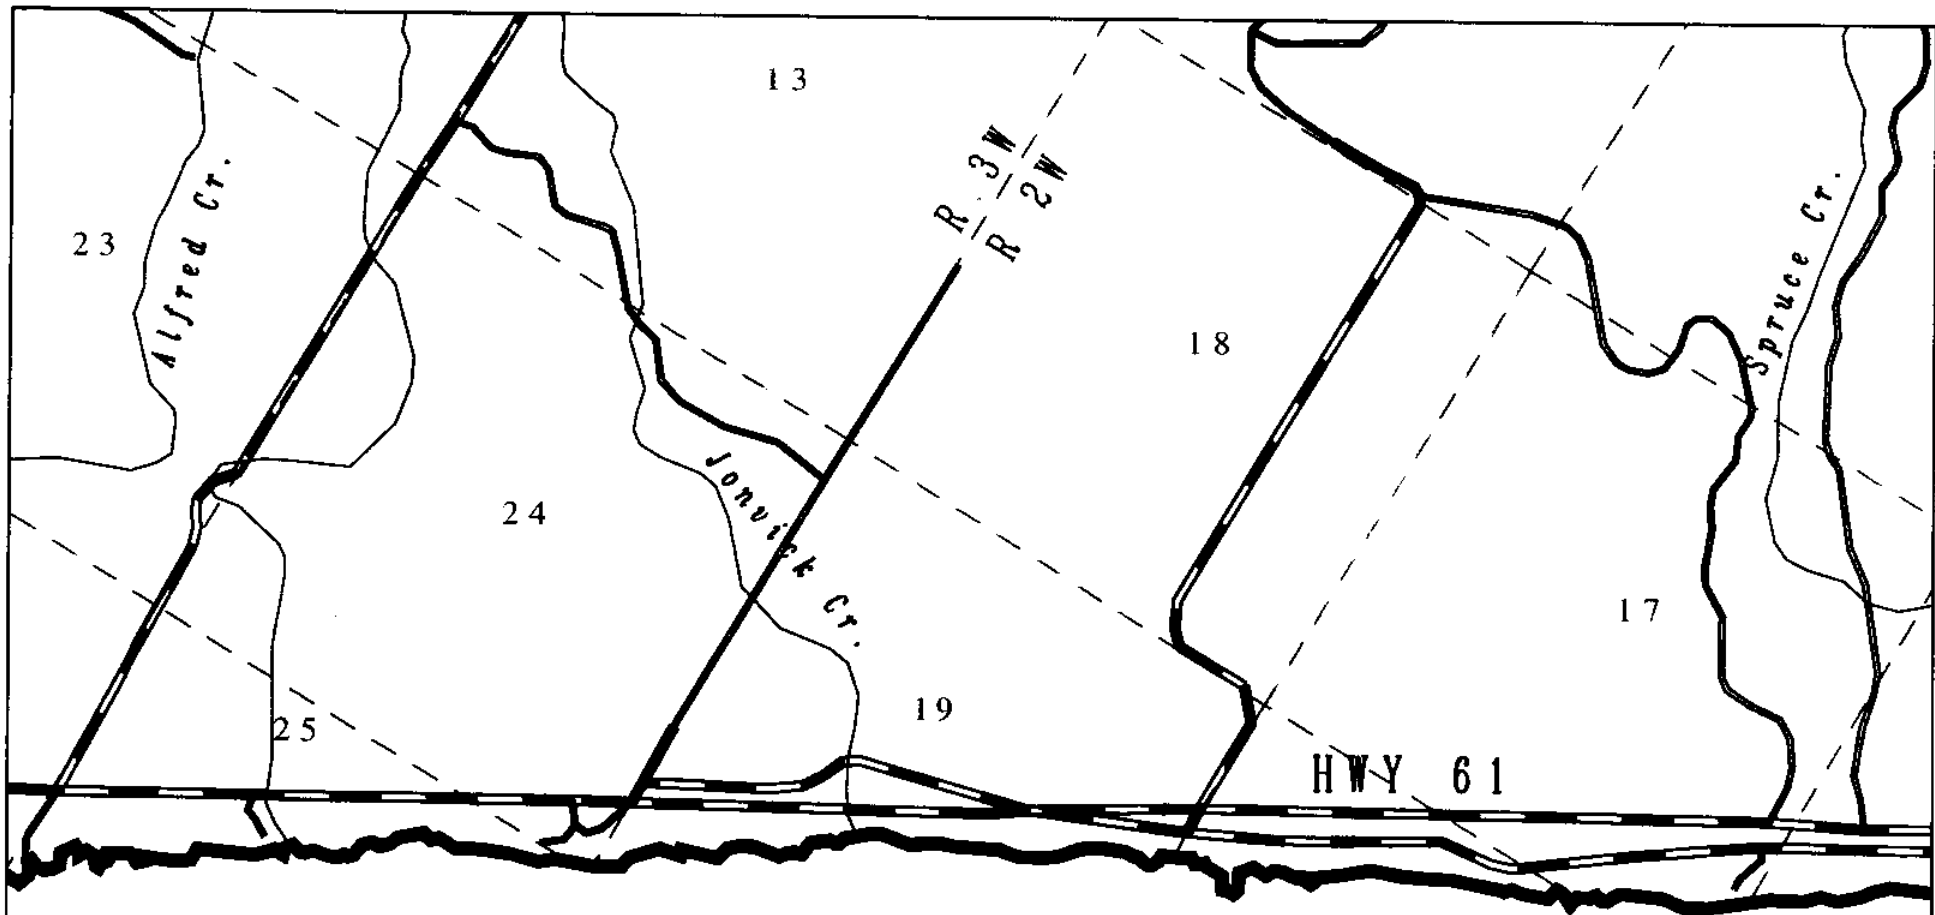 13
R 3W
R 2W
Alfred Cr.
Spruce Cr.
23
18
24
Jonvick Cr.
17
19
25
HWY 61